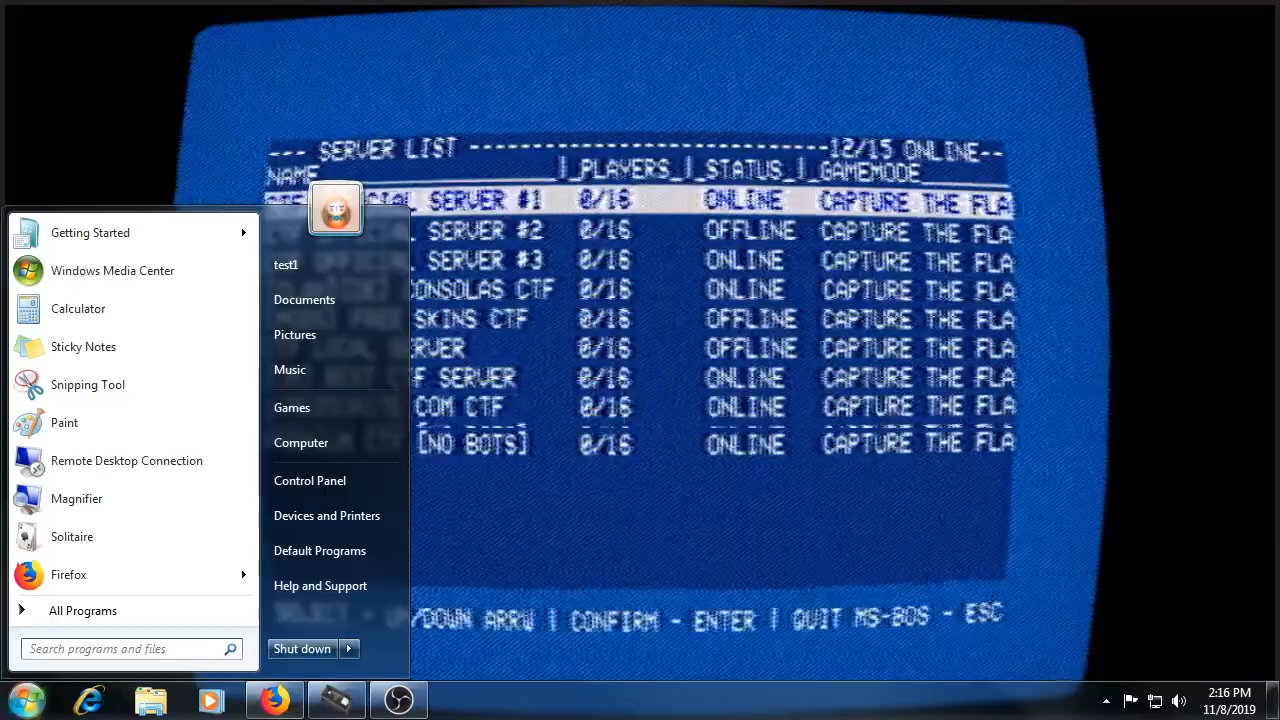 --- SERVER LIST ---------------------------12/15 ONLINE--
NAME |_PLAYERS_|_STATUS_|_GAMEMODE
SERVER #1 0/16 ONLINE CAPTURE THE FLA
SERVER #2 0/16 OFFLINE CAPTURE THE FLA
SERVER #3 0/16 ONLINE CAPTURE THE FLA
CONSOLAS CTF 0/16 ONLINE CAPTURE THE FLA
SKINS CTF 0/16 OFFLINE CAPTURE THE FLA
SERVER 0/16 OFFLINE CAPTURE THE FLA
SERVER 0/16 ONLINE CAPTURE THE FLA
COM CTF 0/16 ONLINE CAPTURE THE FLA
[NO BOTS] 0/16 ONLINE CAPTURE THE FLA
/DOWN ARRW | CONFIRM - ENTER | QUIT MS-BOS - ESC
Getting Started
Windows Media Center
Calculator
Sticky Notes
Snipping Tool
Paint
Remote Desktop Connection
Magnifier
Solitaire
Firefox
All Programs
Search programs and files
test1
Documents
Pictures
Music
Games
Computer
Control Panel
Devices and Printers
Default Programs
Help and Support
Shut down
2:16 PM
11/8/2019